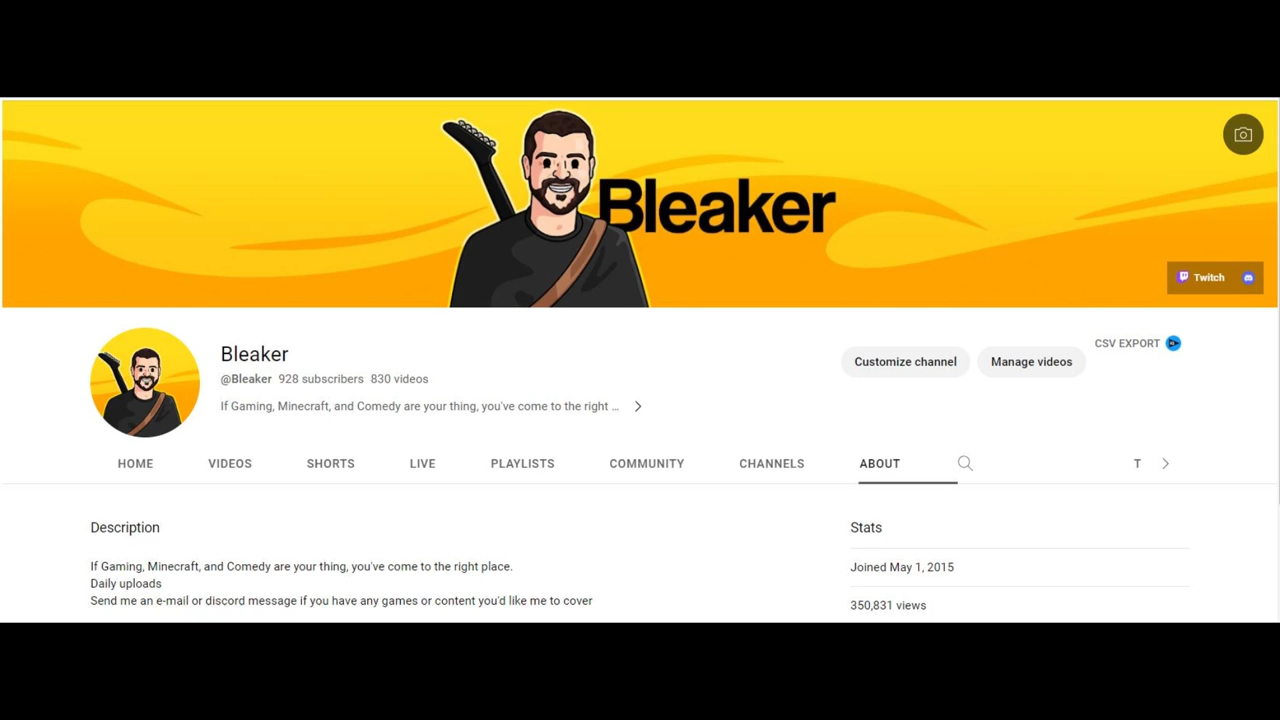 Bleaker
Twitch
Bleaker
@Bleaker 928 subscribers 830 videos
If Gaming, Minecraft, and Comedy are your thing, you've come to the right ...
Customize channel
Manage videos
CSV EXPORT
HOME VIDEOS SHORTS LIVE PLAYLISTS COMMUNITY CHANNELS ABOUT T
Description
If Gaming, Minecraft, and Comedy are your thing, you've come to the right place.
Daily uploads
Send me an e-mail or discord message if you have any games or content you'd like me to cover
Stats
Joined May 1, 2015
350,831 views